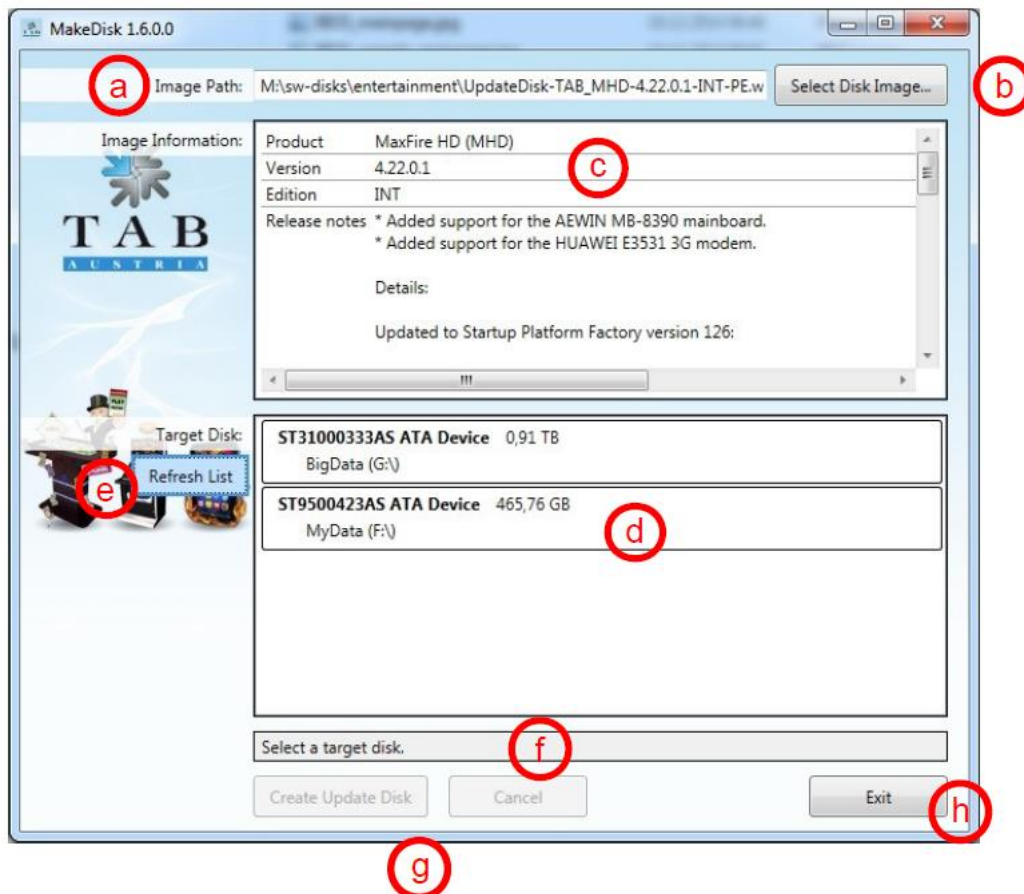 MakeDisk 1.6.0.0
a
Image Path:
M:\sw-disks\entertainment\UpdateDisk-TAB_MHD-4.22.0.1-INT-PE.w
Select Disk Image...
b
Image Information:
Product MaxFire HD (MHD)
c
Version 4.22.0.1
Edition INT
Release notes * Added support for the AEWIN MB-8390 mainboard.
* Added support for the HUAWEI E3531 3G modem.
Details:
Updated to Startup Platform Factory version 126:
TAB
AUSTRIA
Target Disk:
Refresh List
e
ST31000333AS ATA Device 0,91 TB
BigData (G:\)
ST9500423AS ATA Device 465,76 GB
MyData (F:\)
d
Select a target disk.
f
Create Update Disk
Cancel
Exit
h
g